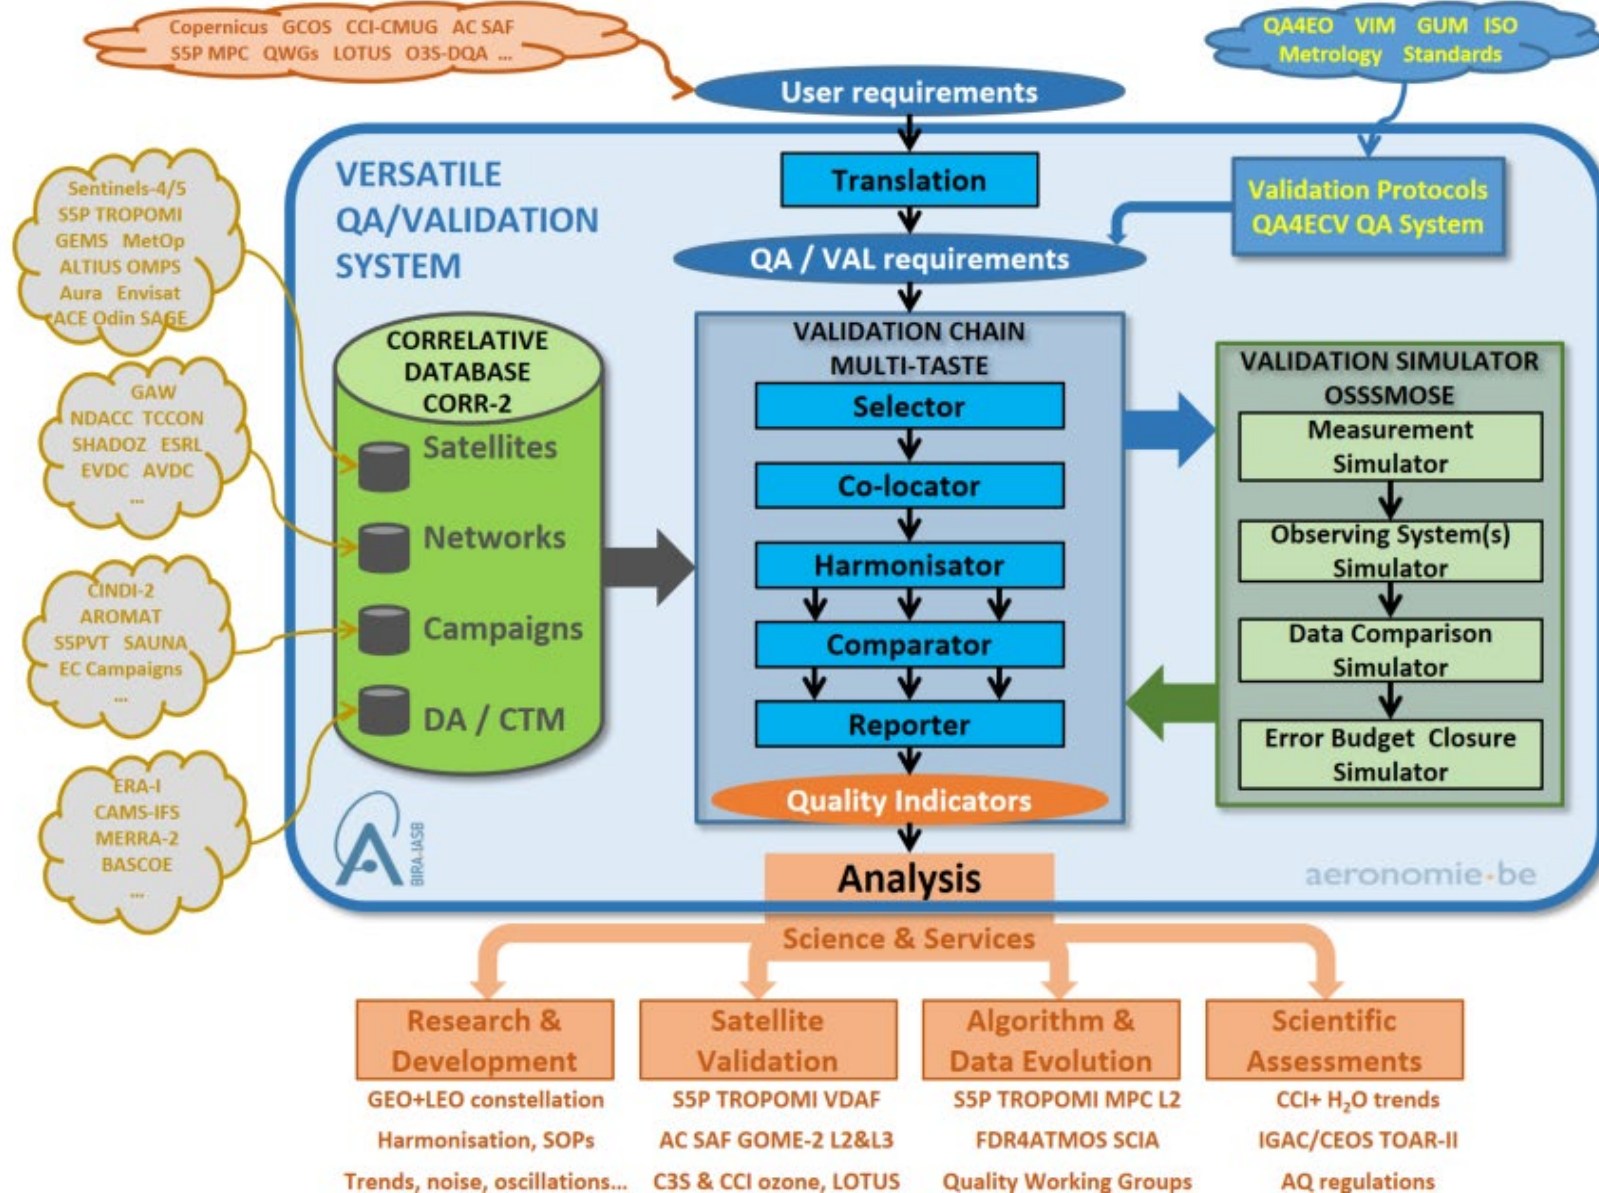 Copernicus GCOS CCI-CMUG AC SAF
S5P MPC QWGs LOTUS O3S-DQA ...
QA4EO VIM GUM ISO
Metrology Standards
User requirements
VERSATILE
QA/VALIDATION
SYSTEM
Translation
Validation Protocols
QA4ECV QA System
QA / VAL requirements
Sentinels-4/5
S5P TROPOMI
GEMS MetOp
ALTIUS OMPS
Aura Envisat
ACE Odin SAGE
GAW
NDACC TCCON
SHADOZ ESRL
EVDC AVDC
...
CINDI-2
AROMAT
S5PVT SAUNA
EC Campaigns
...
ERA-I
CAMS-IFS
MERRA-2
BASCOE
...
CORRELATIVE
DATABASE
CORR-2
Satellites
Networks
Campaigns
DA / CTM
VALIDATION CHAIN
MULTI-TASTE
Selector
Co-locator
Harmonisator
Comparator
Reporter
Quality Indicators
VALIDATION SIMULATOR
OSSSMOSE
Measurement
Simulator
Observing System(s)
Simulator
Data Comparison
Simulator
Error Budget Closure
Simulator
BIRA-IASB
aeronomie.be
Analysis
Science & Services
Research &
Development
GEO+LEO constellation
Harmonisation, SOPs
Trends, noise, oscillations...
Satellite
Validation
S5P TROPOMI VDAF
AC SAF GOME-2 L2&L3
C3S & CCI ozone, LOTUS
Algorithm &
Data Evolution
S5P TROPOMI MPC L2
FDR4ATMOS SCIA
Quality Working Groups
Scientific
Assessments
CCI+ H₂O trends
IGAC/CEOS TOAR-II
AQ regulations